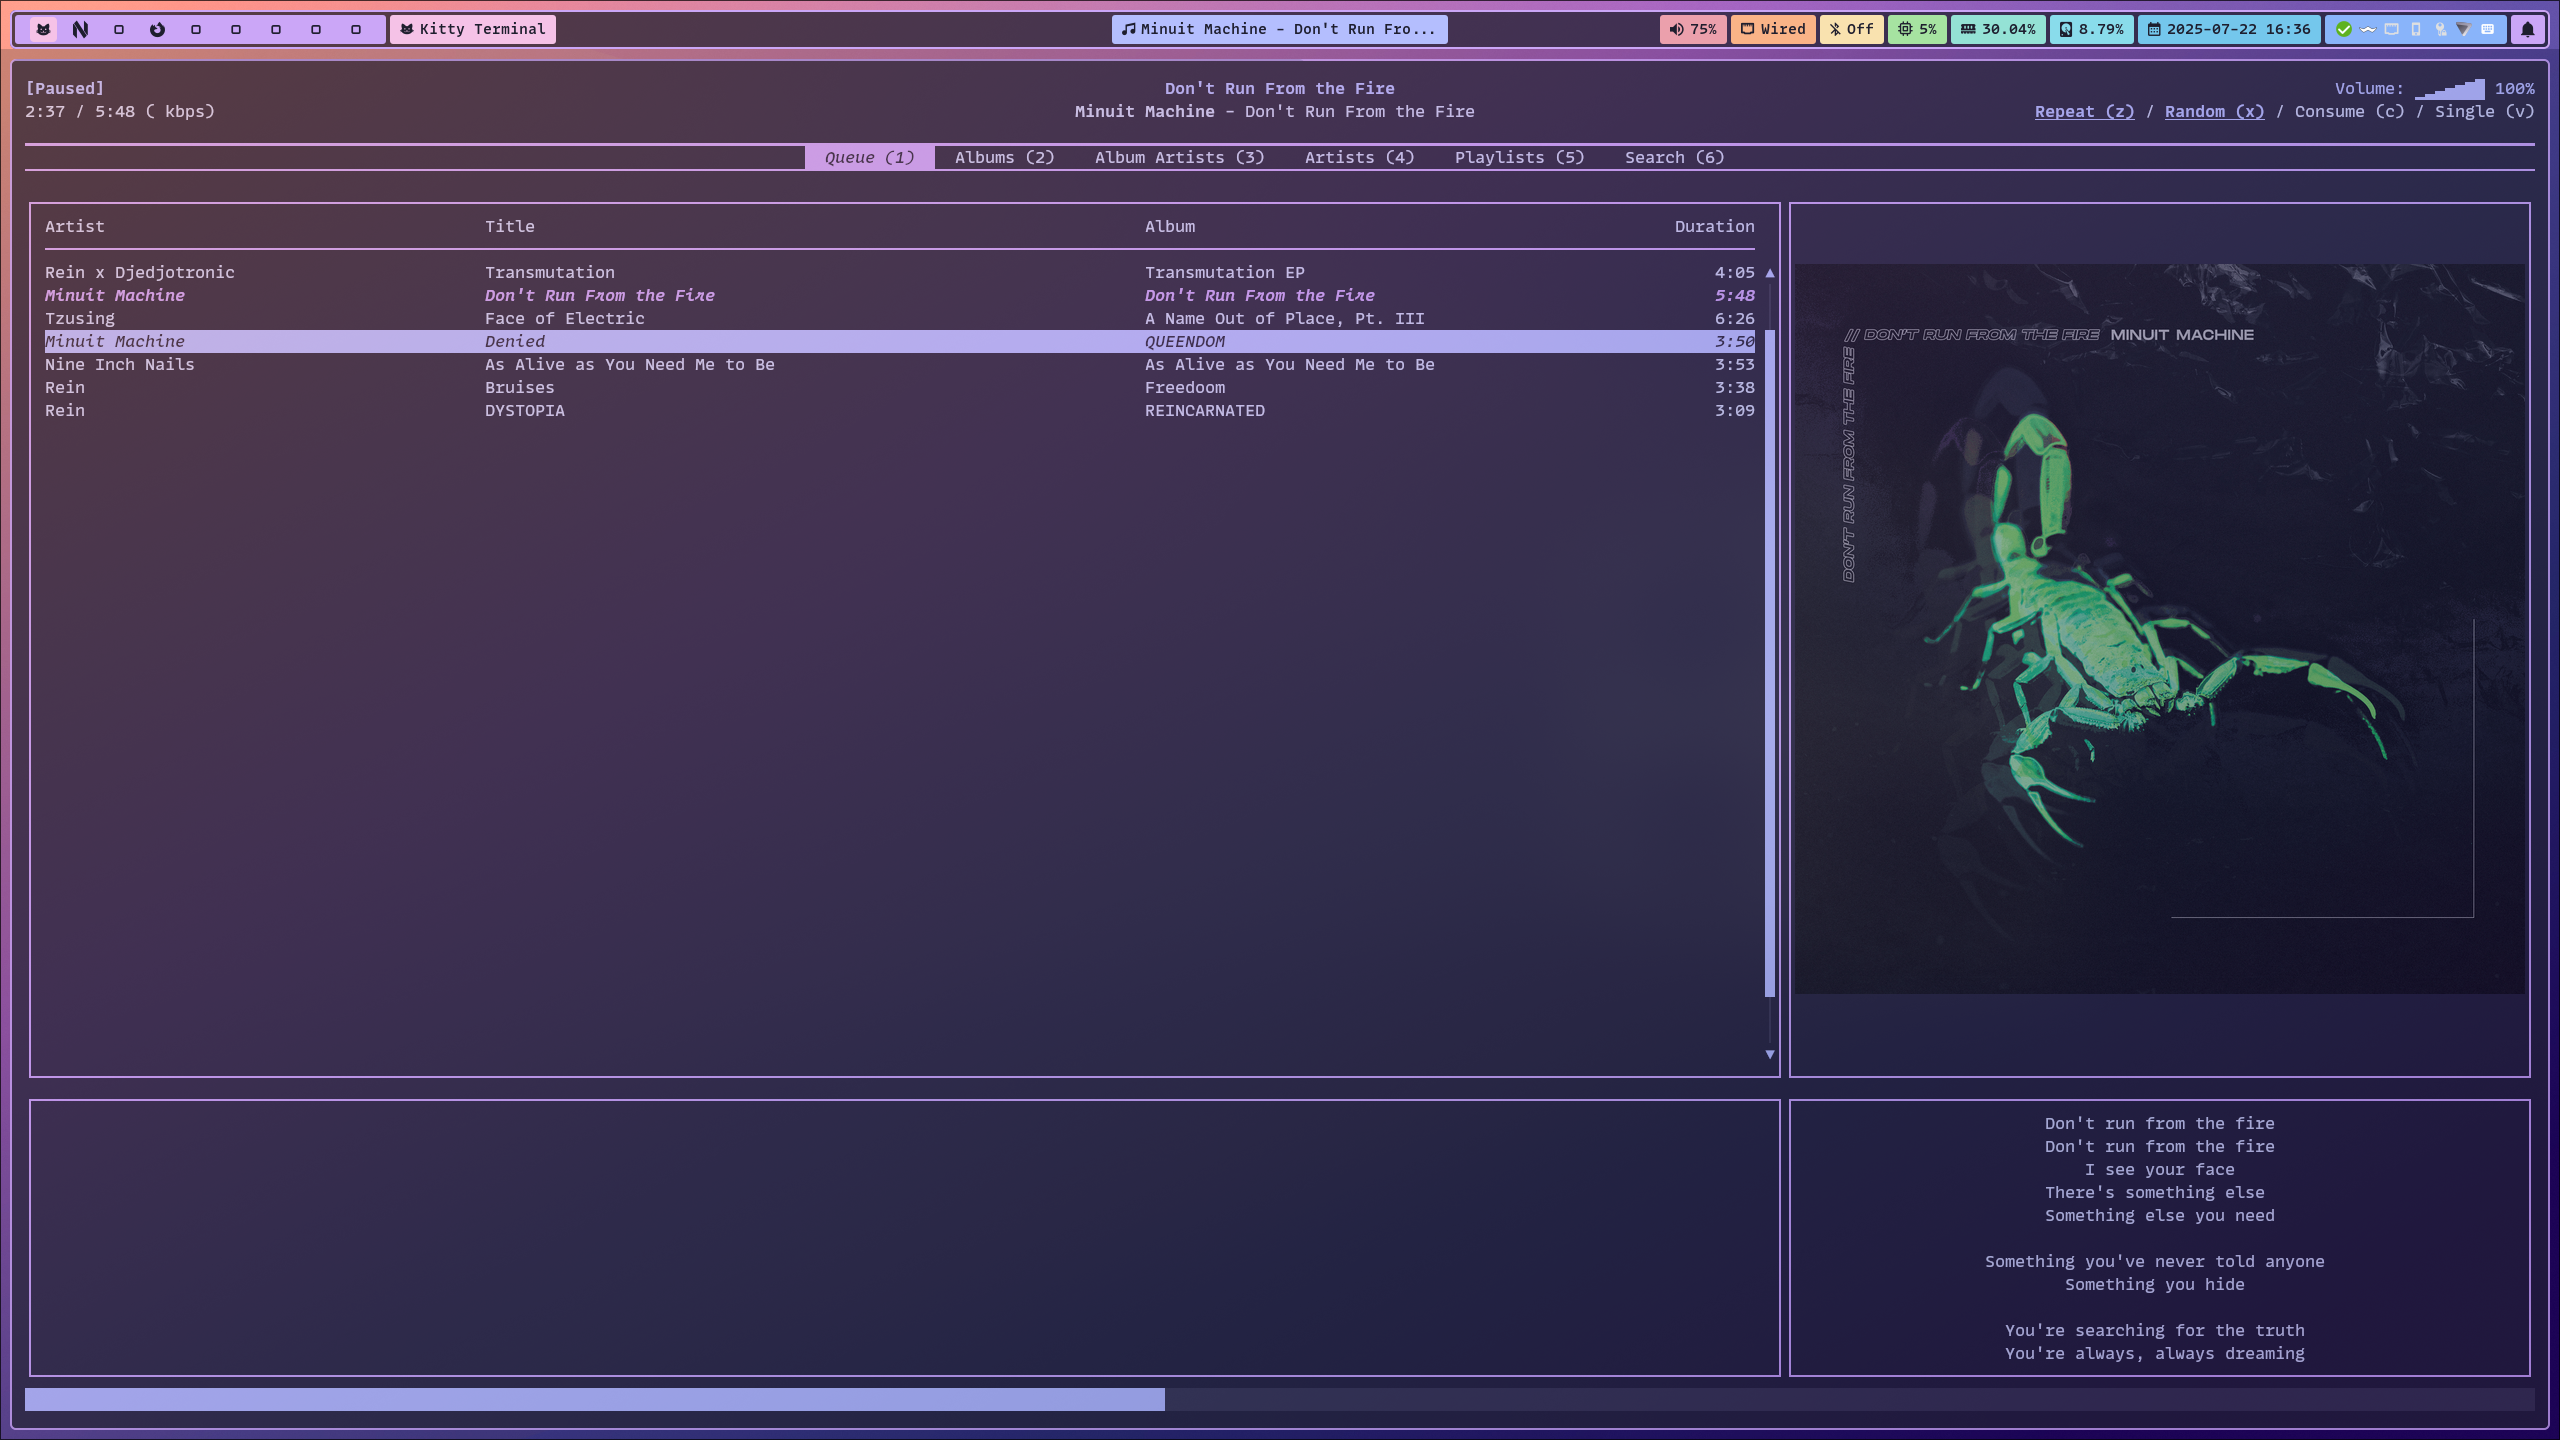 Kitty Terminal
Minuit Machine - Don't Run Fro...
75% Wired Off 5% 30.04% 8.79% 2025-07-22 16:36
[Paused]
2:37 / 5:48 ( kbps)
Don't Run From the Fire
Minuit Machine - Don't Run From the Fire
Volume: 100%
Repeat (z) / Random (x) / Consume (c) / Single (v)
Queue (1) Albums (2) Album Artists (3) Artists (4) Playlists (5) Search (6)
Artist Title Album Duration
Rein x Djedjotronic Transmutation Transmutation EP 4:05
Minuit Machine Don't Run From the Fire Don't Run From the Fire 5:48
Tzusing Face of Electric A Name Out of Place, Pt. III 6:26
Minuit Machine Denied QUEENDOM 3:50
Nine Inch Nails As Alive as You Need Me to Be As Alive as You Need Me to Be 3:53
Rein Bruises Freedoom 3:38
Rein DYSTOPIA REINCARNATED 3:09
// DON'T RUN FROM THE FIRE MINUIT MACHINE
DON'T RUN FROM THE FIRE DON'T RUN FROM THE FIRE
Don't run from the fire
Don't run from the fire
I see your face
There's something else
Something else you need
Something you've never told anyone
Something you hide
You're searching for the truth
You're always, always dreaming